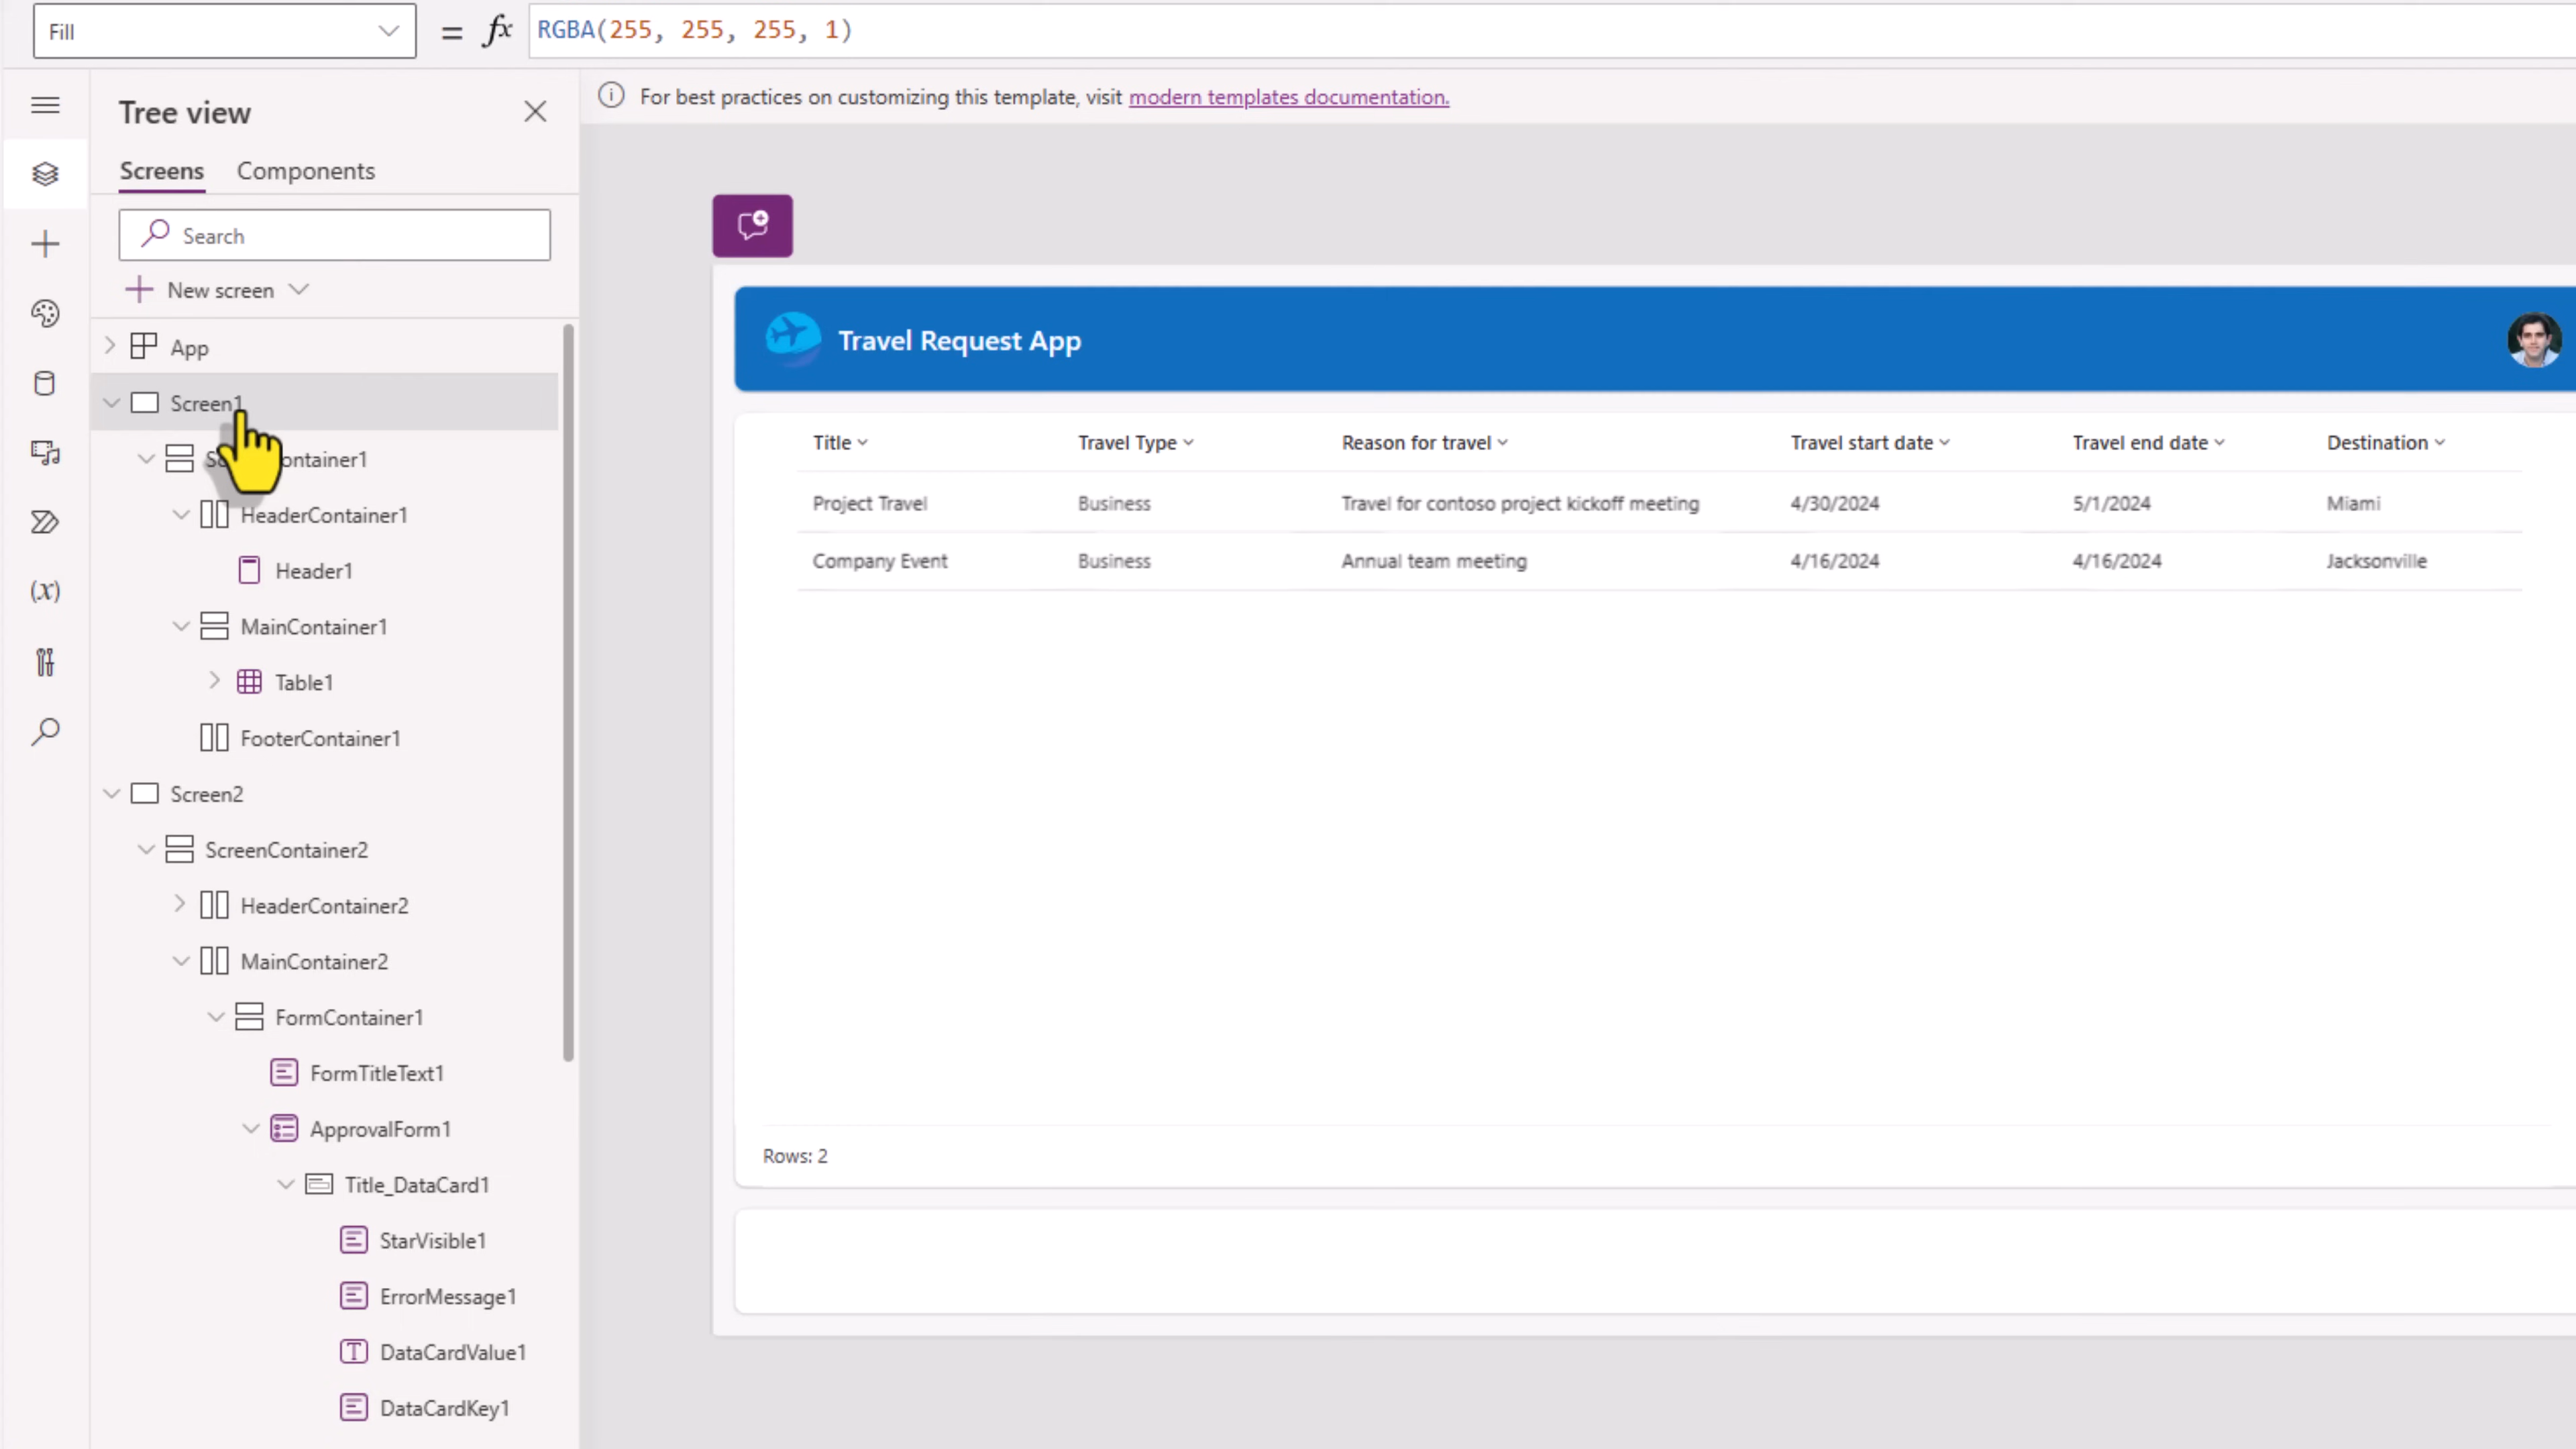 Fill
= fx RGBA(255, 255, 255, 1)
For best practices on customizing this template, visit modern templates documentation.
Tree view
Screens Components
Search
New screen
App
Screen1
ontainer1
HeaderContainer1
Header1
MainContainer1
Table1
FooterContainer1
Screen2
ScreenContainer2
HeaderContainer2
MainContainer2
FormContainer1
FormTitleText1
ApprovalForm1
Title_DataCard1
StarVisible1
ErrorMessage1
DataCardValue1
DataCardKey1
(x)
Travel Request App
Title Travel Type Reason for travel Travel start date Travel end date Destination
Project Travel Business Travel for contoso project kickoff meeting 4/30/2024 5/1/2024 Miami
Company Event Business Annual team meeting 4/16/2024 4/16/2024 Jacksonville
Rows: 2